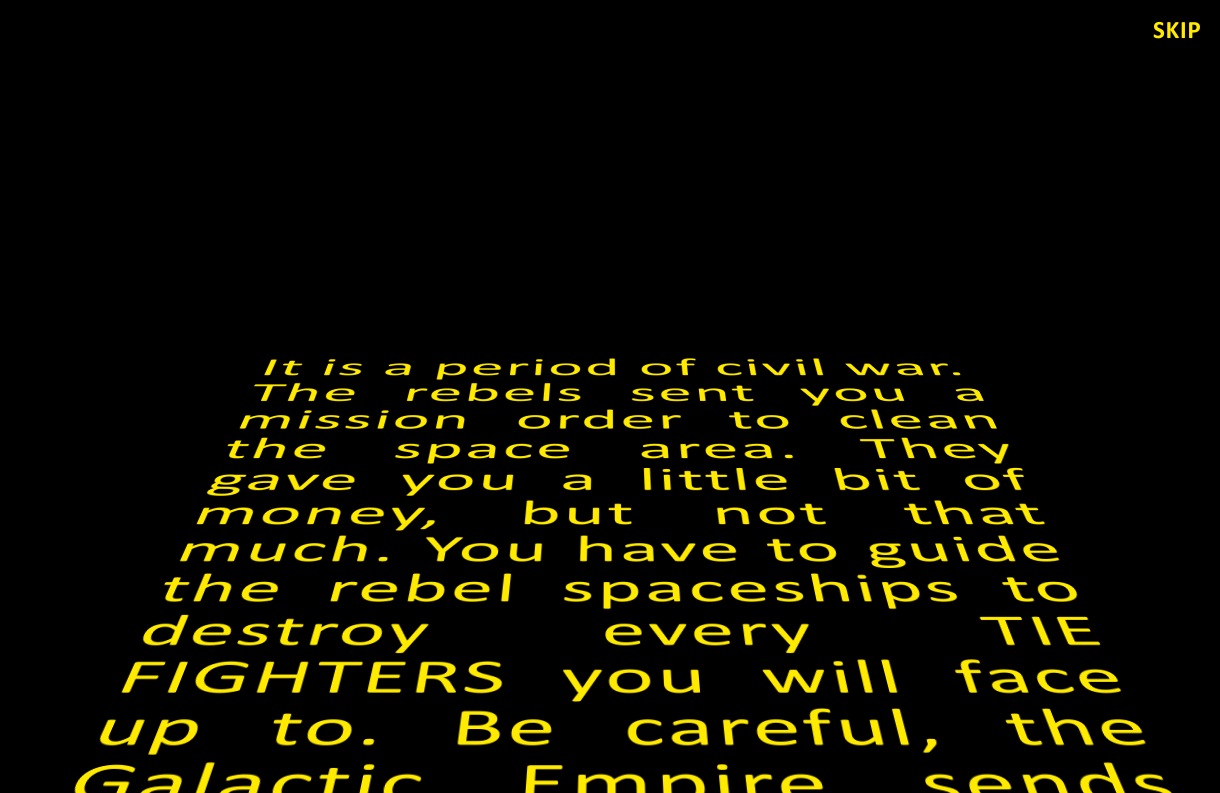 SKIP
It is a period of civil war.
The rebels sent you a
mission order to clean
the space area. They
gave you a little bit of
money, but not that
much. You have to guide
the rebel spaceships to
destroy every TIE
FIGHTERS you will face
up to. Be careful, the
Galactic Empire sends